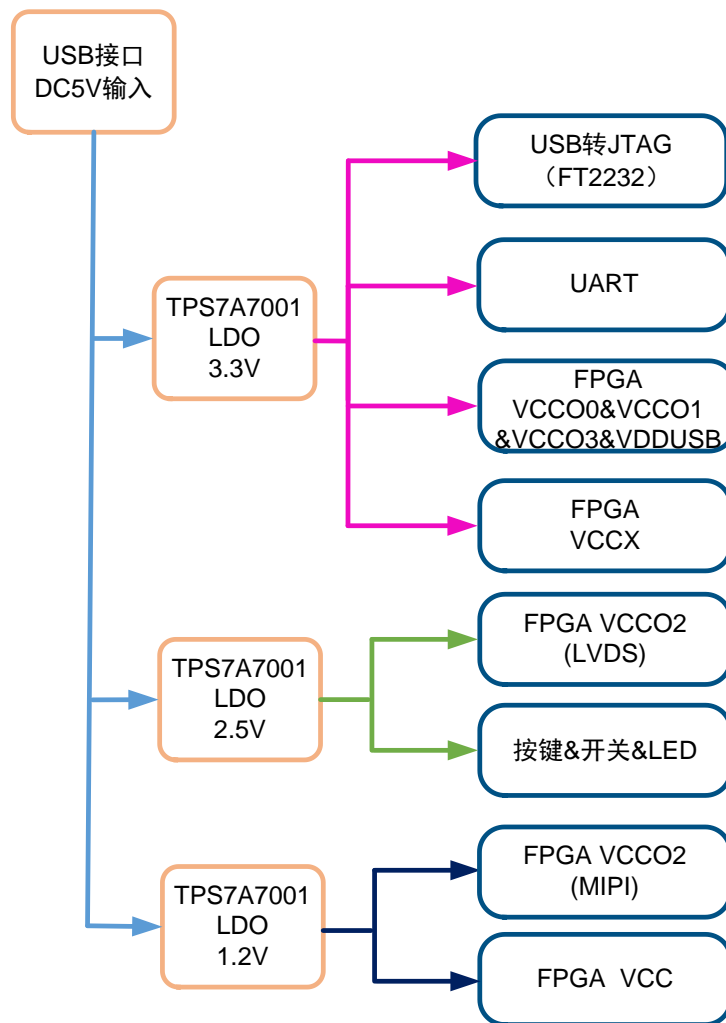 USB接口
DC5V输入
USB转JTAG
（FT2232）
UART
TPS7A7001
LDO
3.3V
FPGA
VCCO0&VCCO1
&VCCO3&VDDUSB
FPGA
VCCX
FPGA VCCO2
(LVDS)
TPS7A7001
LDO
2.5V
按键&开关&LED
FPGA VCCO2
(MIPI)
TPS7A7001
LDO
1.2V
FPGA VCC